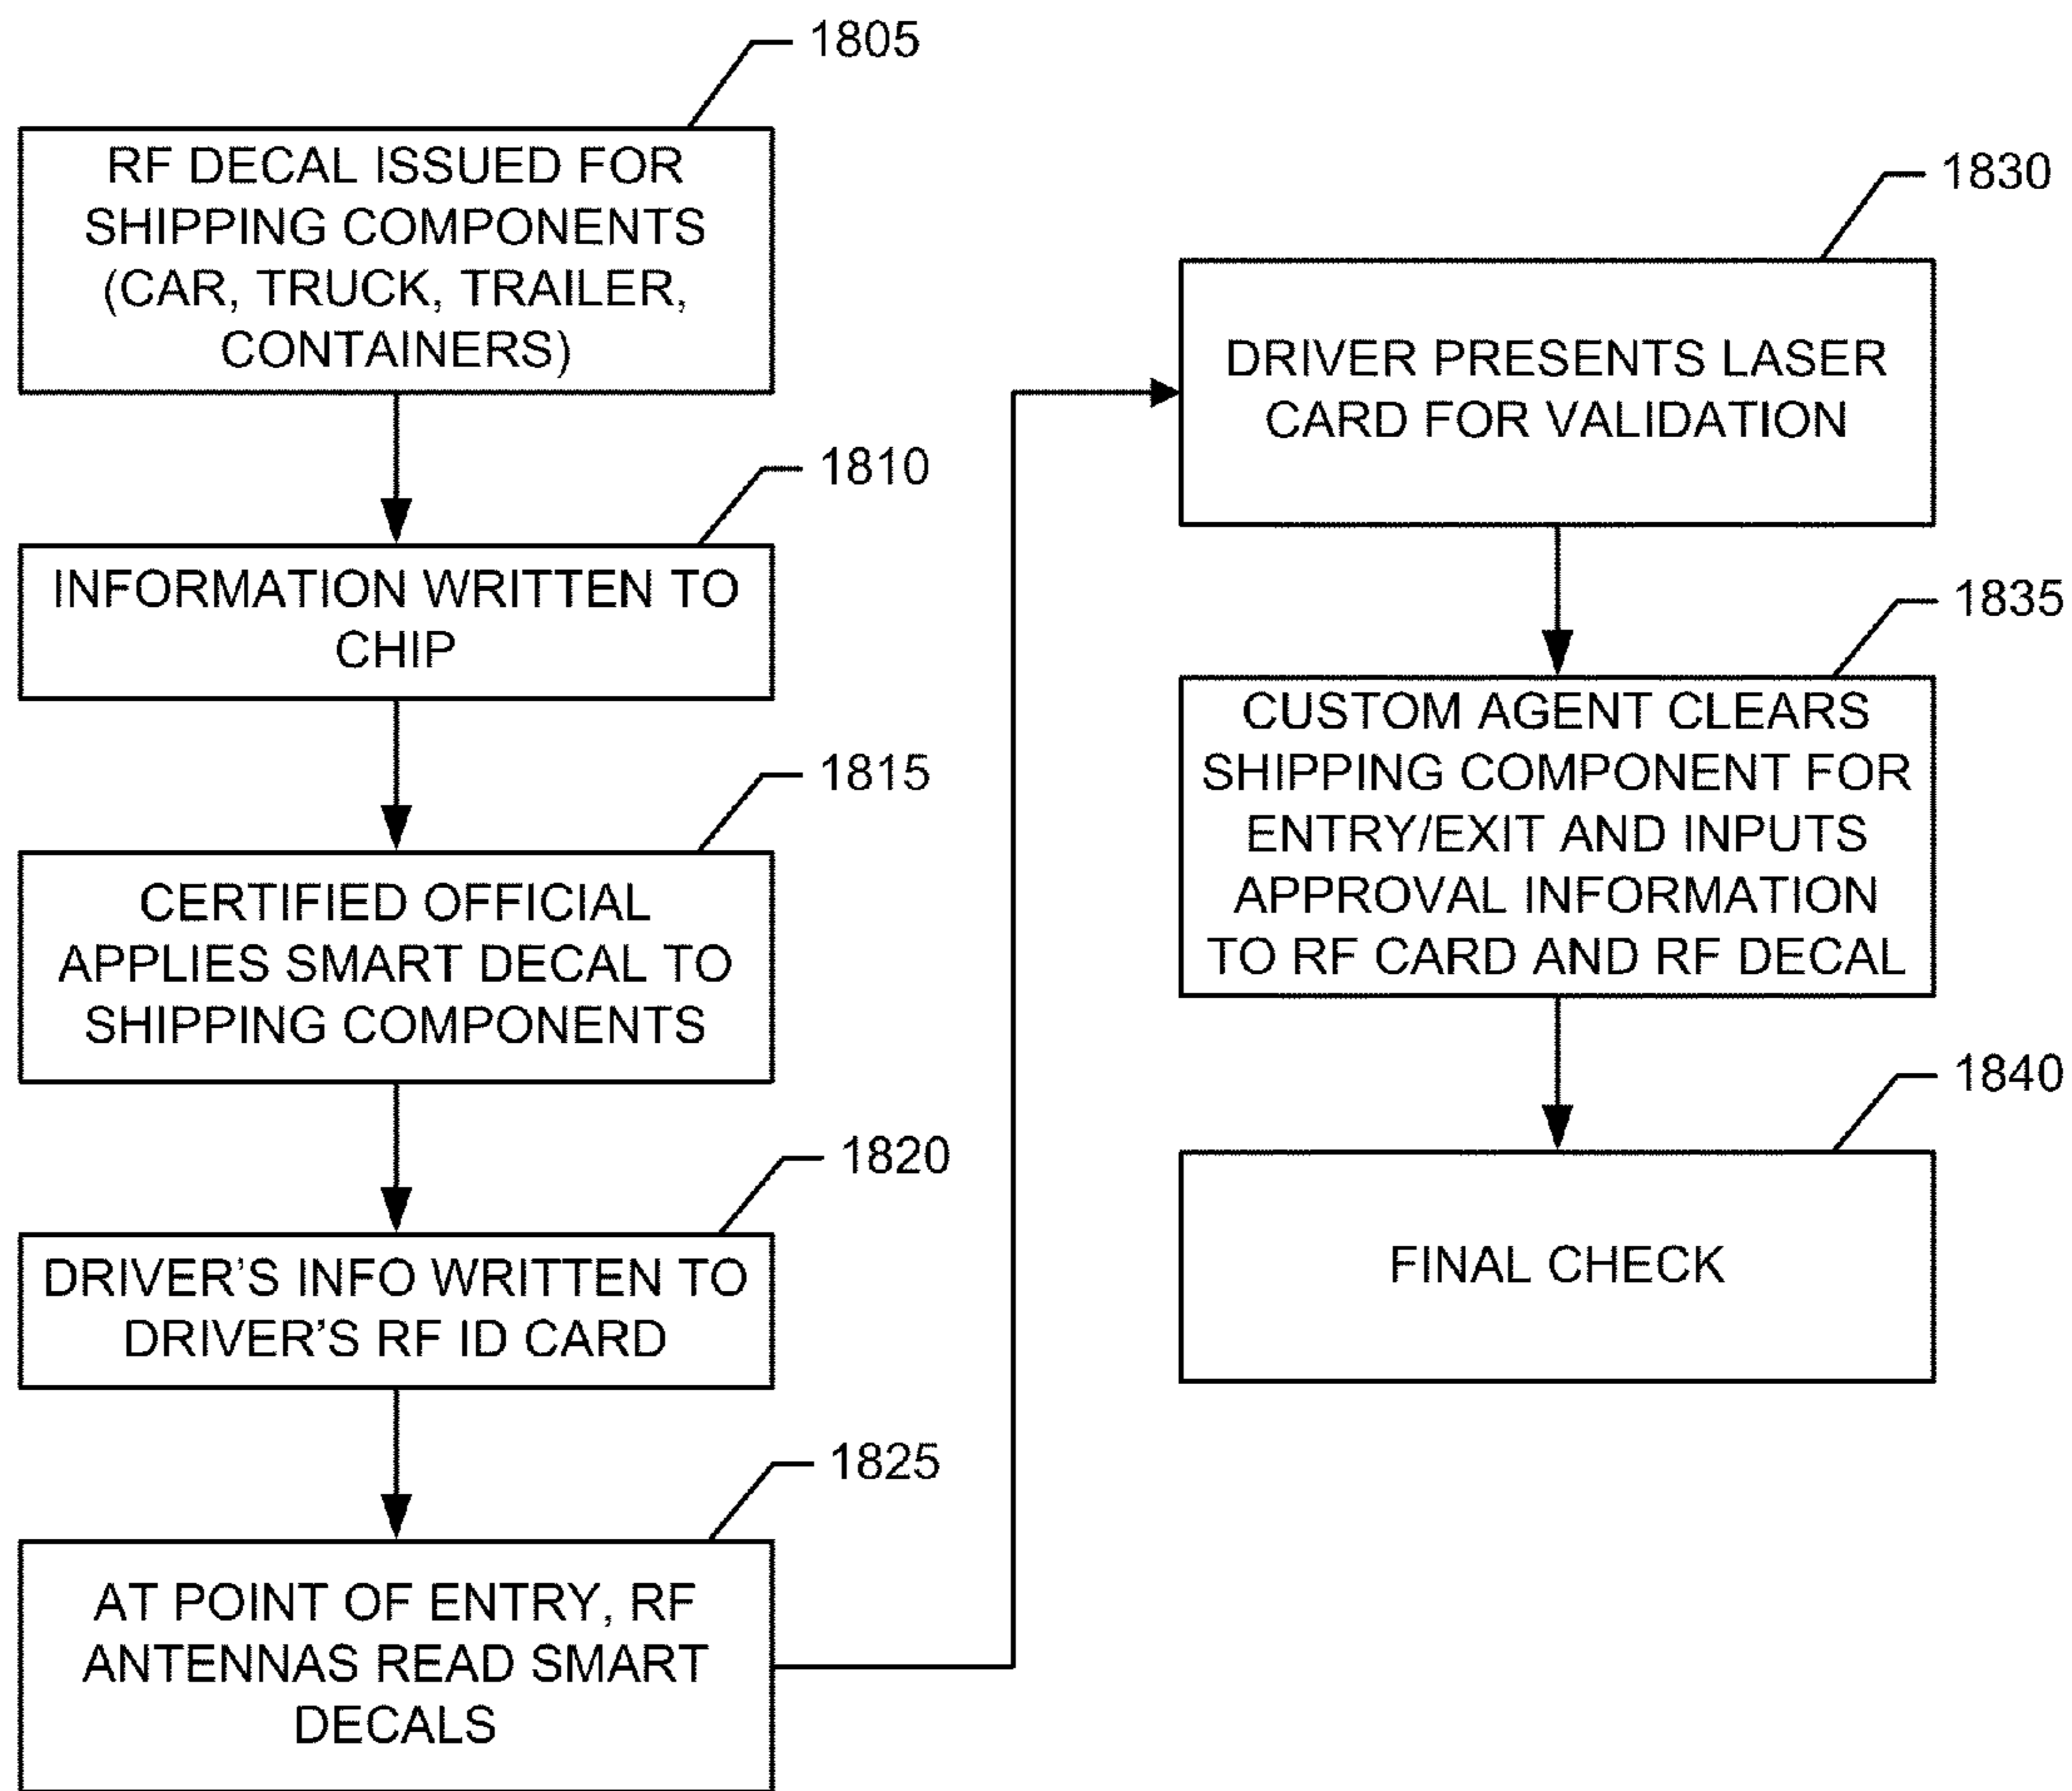 1805
RF DECAL ISSUED FOR
SHIPPING COMPONENTS
(CAR, TRUCK, TRAILER,
CONTAINERS)
1810
INFORMATION WRITTEN TO
CHIP
1815
CERTIFIED OFFICIAL
APPLIES SMART DECAL TO
SHIPPING COMPONENTS
1820
DRIVER'S INFO WRITTEN TO
DRIVER'S RF ID CARD
1825
AT POINT OF ENTRY, RF
ANTENNAS READ SMART
DECALS
1830
DRIVER PRESENTS LASER
CARD FOR VALIDATION
1835
CUSTOM AGENT CLEARS
SHIPPING COMPONENT FOR
ENTRY/EXIT AND INPUTS
APPROVAL INFORMATION
TO RF CARD AND RF DECAL
1840
FINAL CHECK